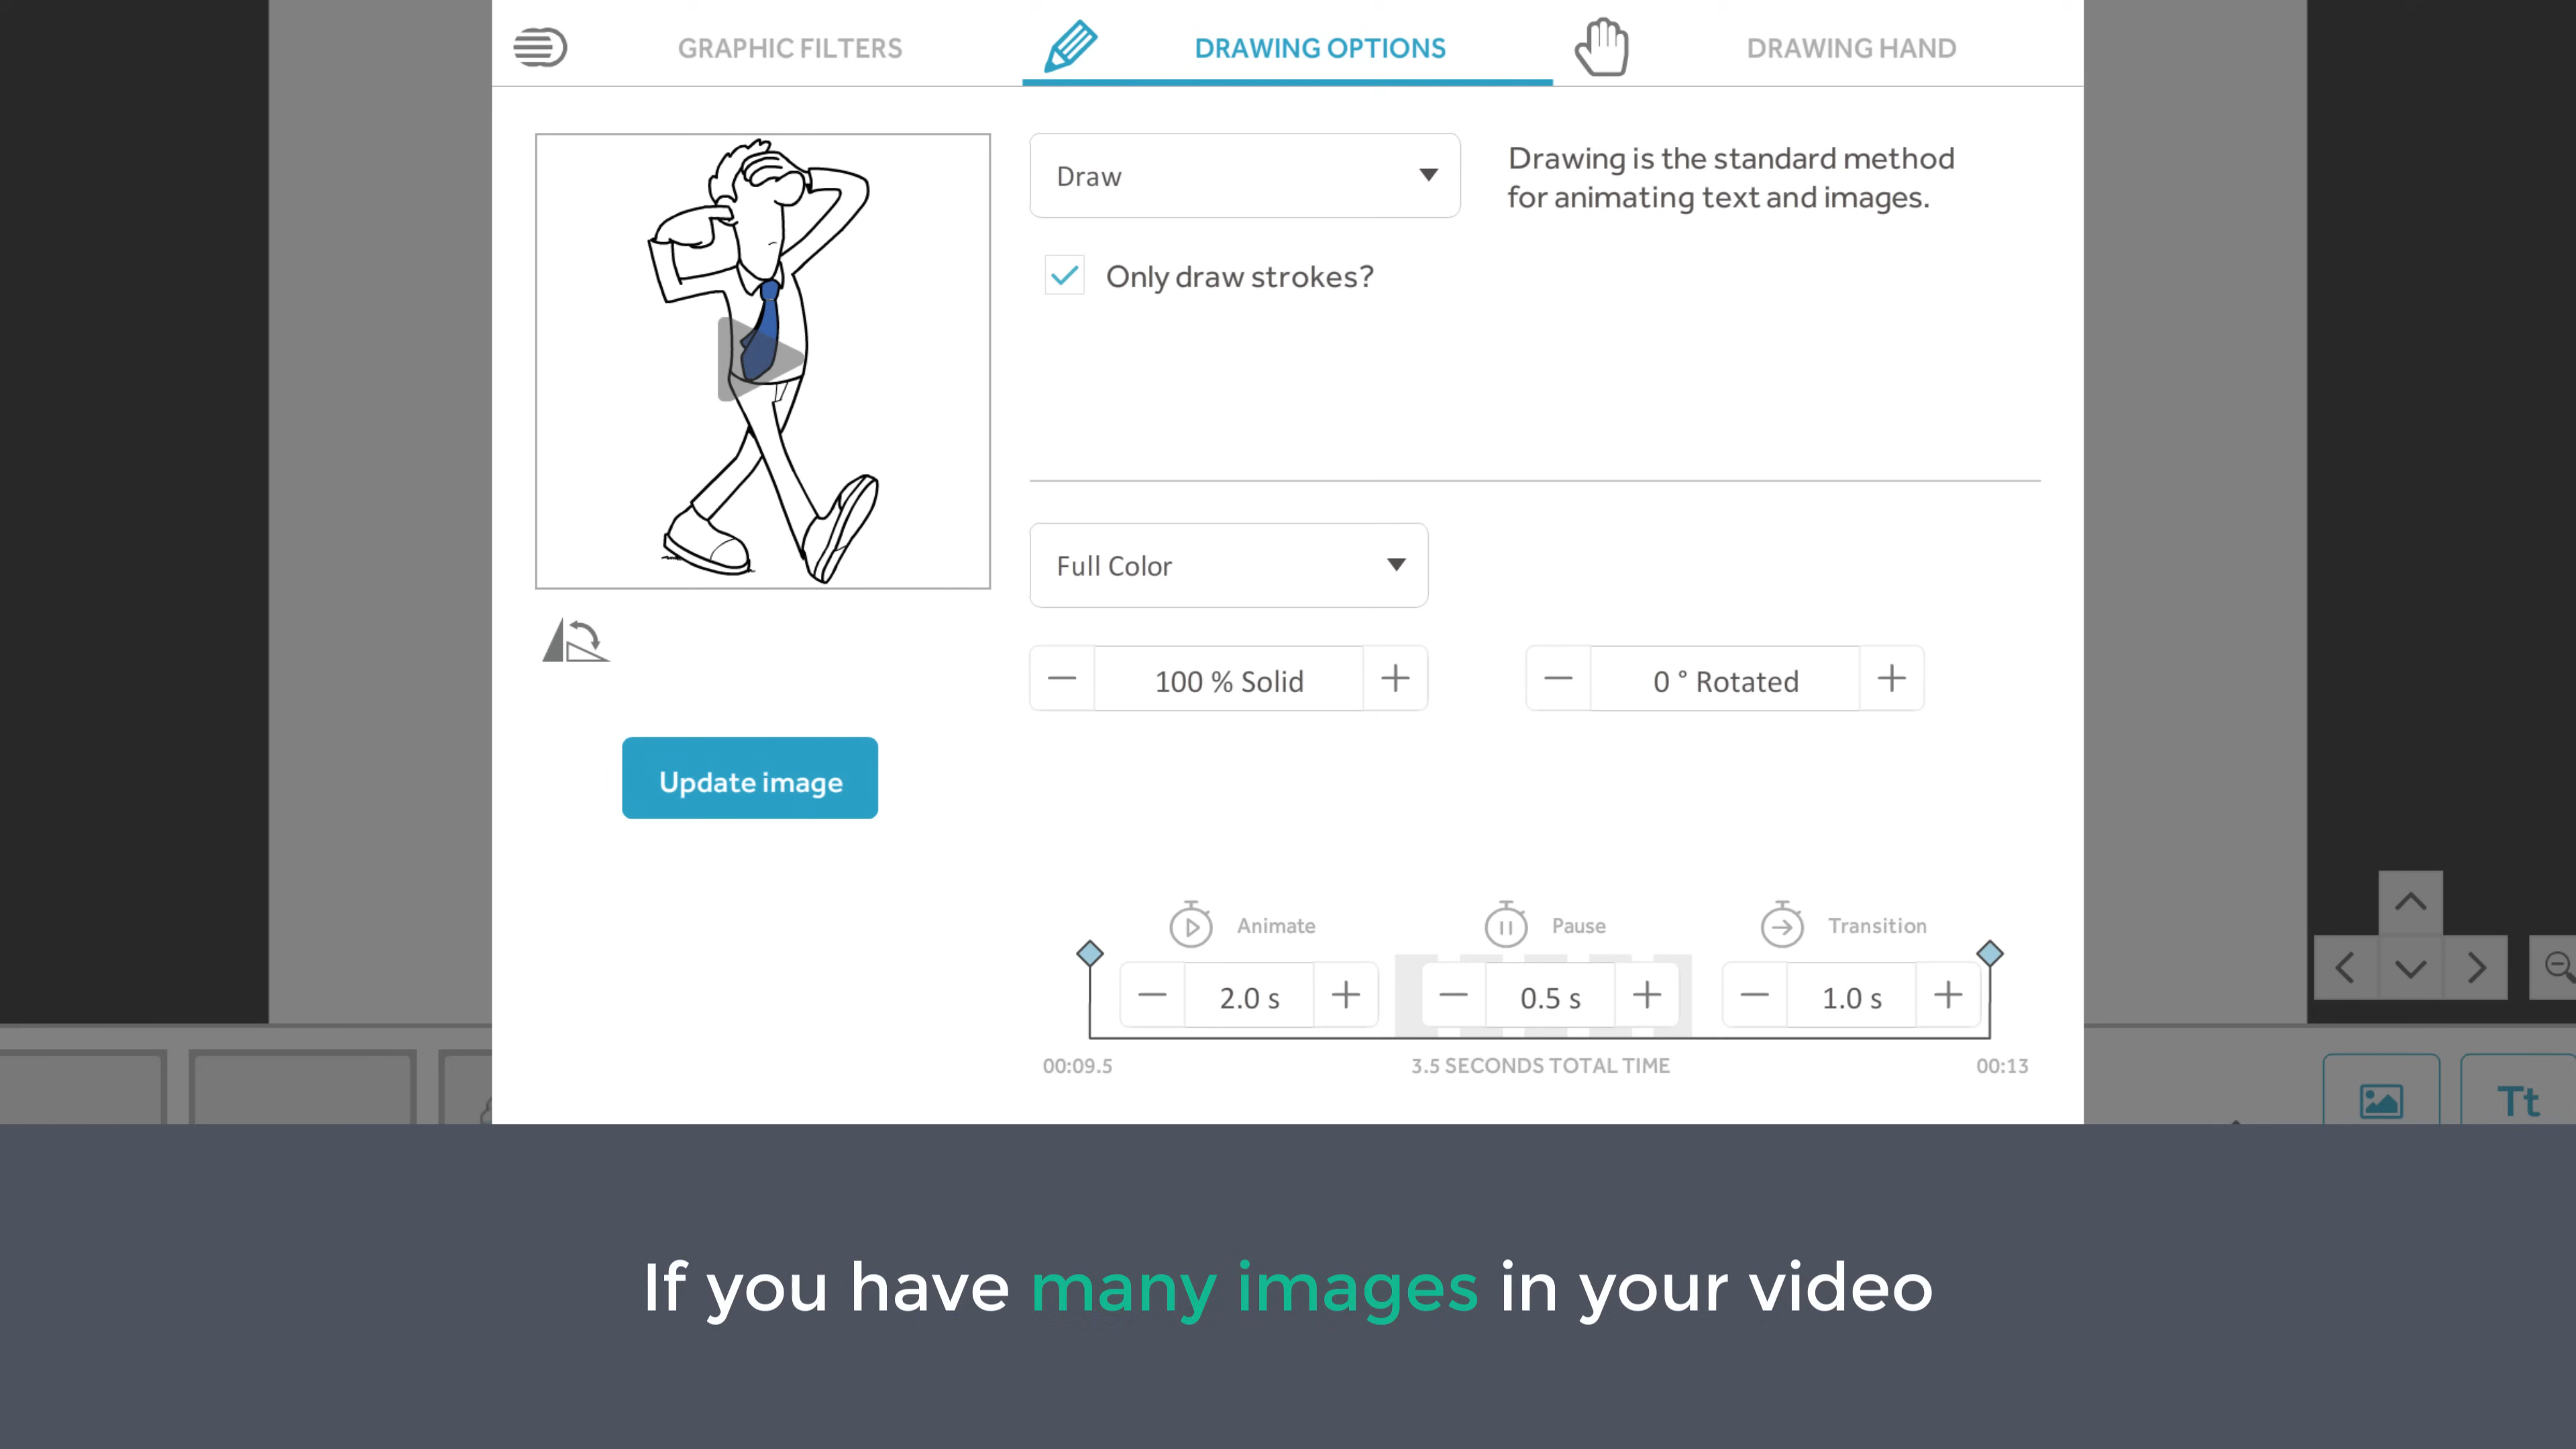 GRAPHIC FILTERS
DRAWING OPTIONS
DRAWING HAND
Draw
Drawing is the standard method
for animating text and images.
Only draw strokes?
Full Color
100 % Solid
0 ° Rotated
Update image
Animate
Pause
Transition
2.0 s
0.5 s
1.0 s
00:09.5
3.5 SECONDS TOTAL TIME
00:13
Tt
If you have many images in your video